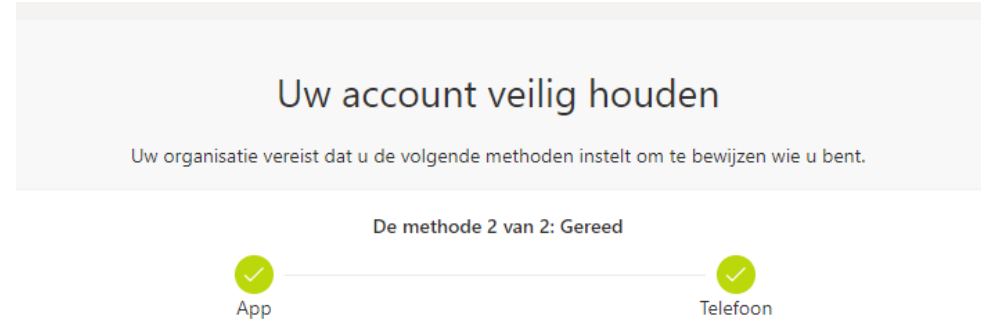 Uw account veilig houden
Uw organisatie vereist dat u de volgende methoden instelt om te bewijzen wie u bent.
De methode 2 van 2: Gereed
App
Telefoon